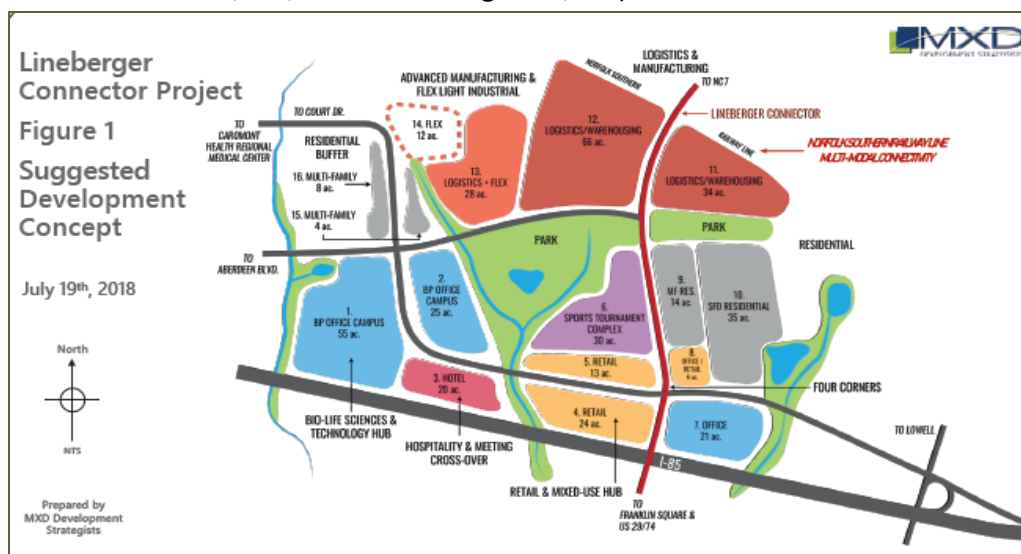 MXD
DEVELOPMENT STRATEGISTS
Lineberger
Connector Project
Figure 1
Suggested
Development
Concept
July 19th, 2018
North
NTS
Prepared by
MXD Development
Strategists
LOGISTICS &
MANUFACTURING
TO NC7
LINEBERGER CONNECTOR
NORFOLK SOUTHERN
RAILWAY LINE
NORFOLK SOUTHERN RAILWAY LINE
MULTI-MODAL CONNECTIVITY
ADVANCED MANUFACTURING &
FLEX LIGHT INDUSTRIAL
TO COURT DR.
TO
CAROMONT
HEALTH REGIONAL
MEDICAL CENTER
RESIDENTIAL
BUFFER
14. FLEX
12 ac.
12.
LOGISTICS/WAREHOUSING
66 ac.
13.
LOGISTICS + FLEX
28 ac.
11.
LOGISTICS/WAREHOUSING
34 ac.
16. MULTI-FAMILY
8 ac.
15. MULTI-FAMILY
4 ac.
PARK
PARK
RESIDENTIAL
TO
ABERDEEN BLVD.
1.
BP OFFICE CAMPUS
55 ac.
2.
BP OFFICE
CAMPUS
25 ac.
6.
SPORTS TOURNAMENT
COMPLEX
30 ac.
9.
MF RES.
14 ac.
10.
SFD RESIDENTIAL
35 ac.
5. RETAIL
13 ac.
8.
OFFICE /
RETAIL
3. HOTEL
20 ac.
4. RETAIL
24 ac.
7. OFFICE
21 ac.
FOUR CORNERS
BIO-LIFE SCIENCES &
TECHNOLOGY HUB
HOSPITALITY & MEETING
CROSS-OVER
RETAIL & MIXED-USE HUB
I-85
TO
FRANKLIN SQUARE &
US 29/74
TO LOWELL